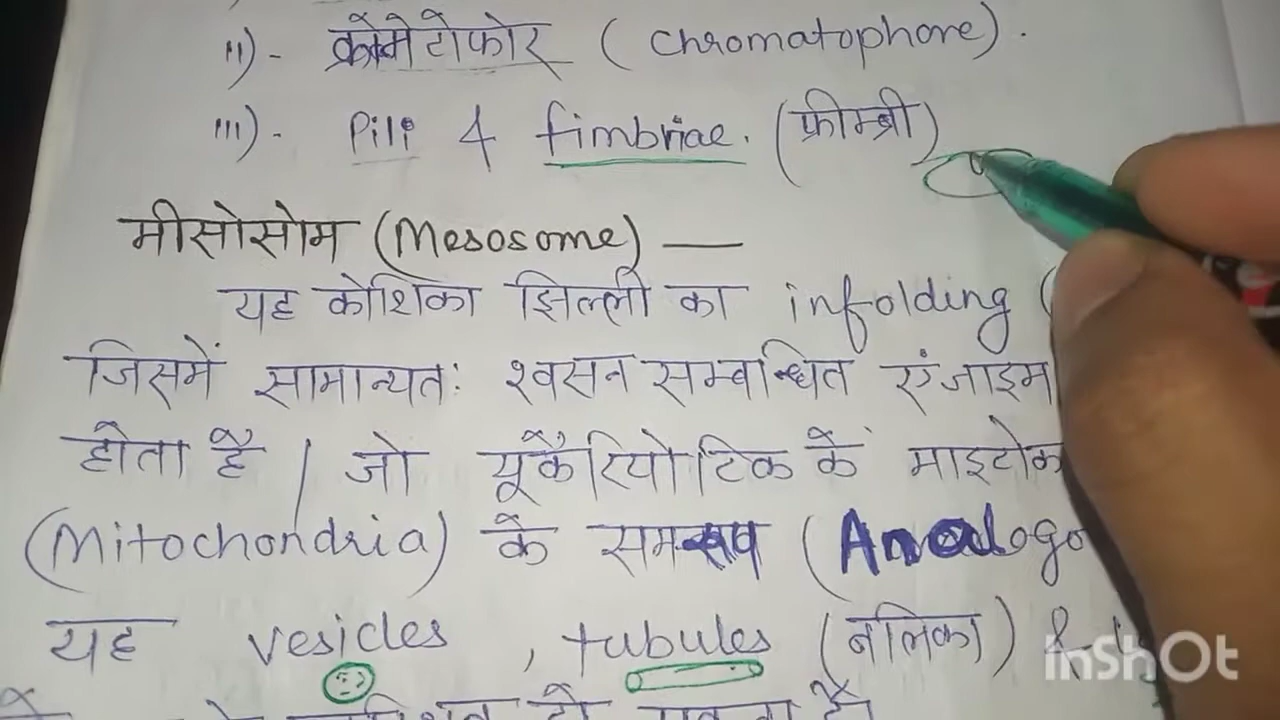 ii)- क्रोमेटोफोर ( Chromatophore).
iii)- Pili & fimbriae. (फ्रीम्ब्री)
मीसोसोम (Mesosome) —
यह कोशिका झिल्ली का infolding (
जिसमें सामान्यतः श्वसन सम्बन्धित एंजाइम
होता है | जो यूकैरियोटिक के माइटोक
(Mitochondria) के समरूप (Analogo
यह vesicles, tubules (नलिका) &
InShOt